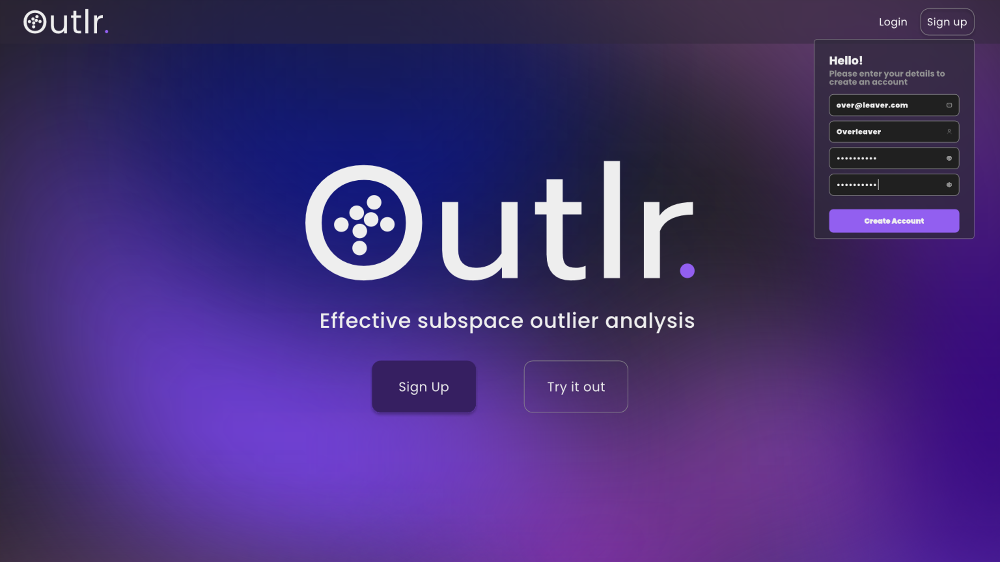 Outlr.
Login
Sign up
Hello!
Please enter your details to
create an account
over@leaver.com
Overleaver
••••••••••
••••••••••
Create Account
Outlr.
Effective subspace outlier analysis
Sign Up
Try it out